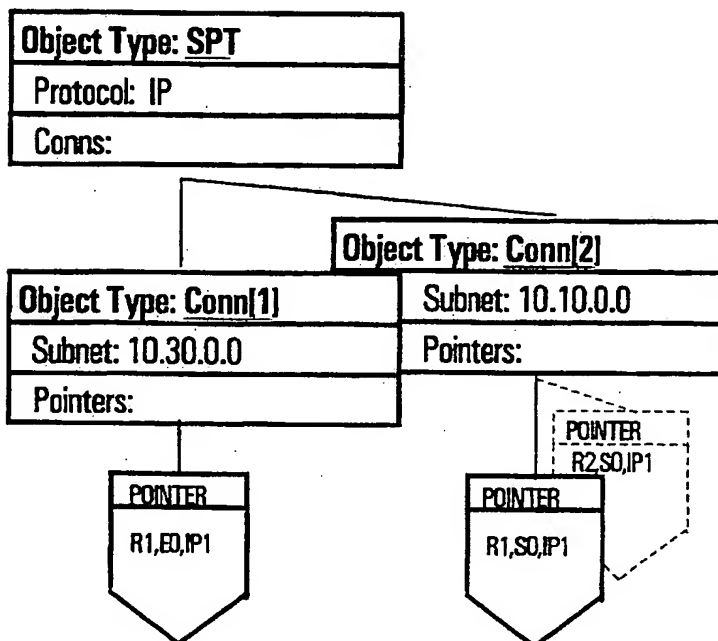 Object Type: SPT
Protocol: IP
Conns:
Object Type: Conn[2]
Subnet: 10.10.0.0
Pointers:
Object Type: Conn[1]
Subnet: 10.30.0.0
Pointers:
POINTER
R2,S0,IP1
POINTER
R1,E0,IP1
POINTER
R1,S0,IP1